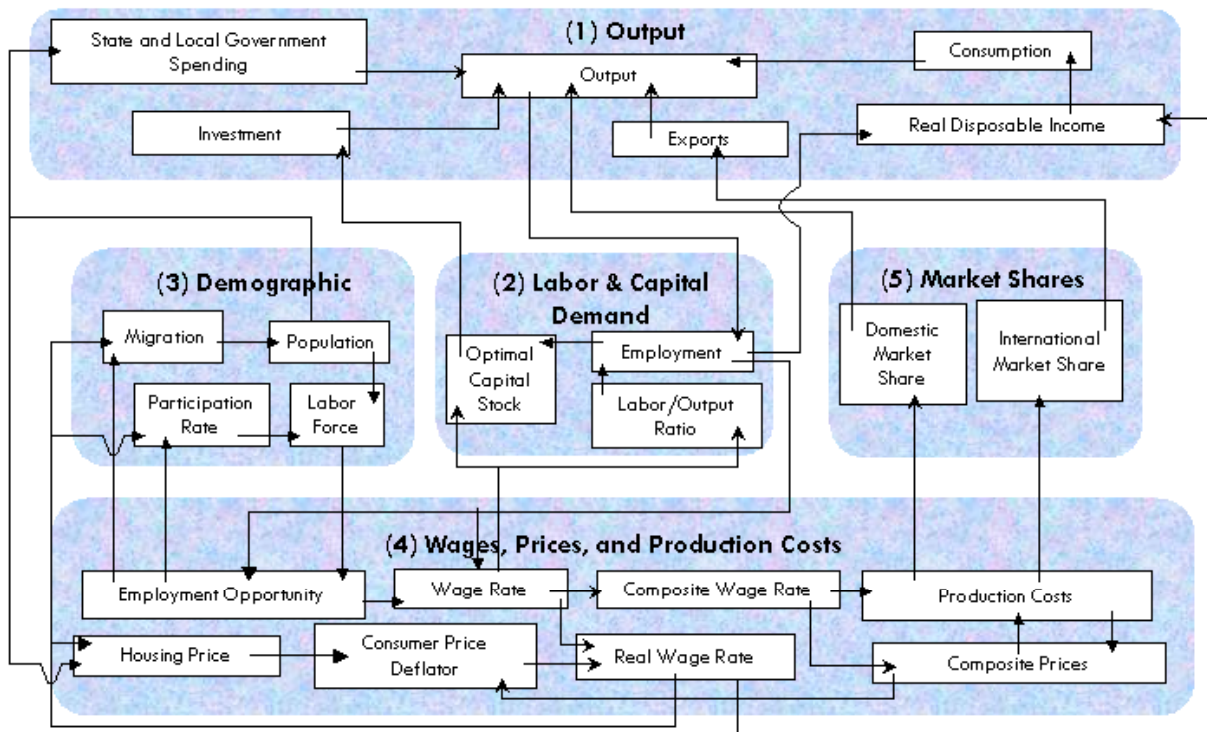 (1) Output
State and Local Government
Spending
Output
Consumption
Investment
Exports
Real Disposable Income
(3) Demographic
Migration
Population
Participation
Rate
Labor
Force
(2) Labor & Capital
Demand
Optimal
Capital
Stock
Employment
Labor/Output
Ratio
(5) Market Shares
Domestic
Market
Share
International
Market Share
(4) Wages, Prices, and Production Costs
Employment Opportunity
Wage Rate
Composite Wage Rate
Production Costs
Housing Price
Consumer Price
Deflator
Real Wage Rate
Composite Prices